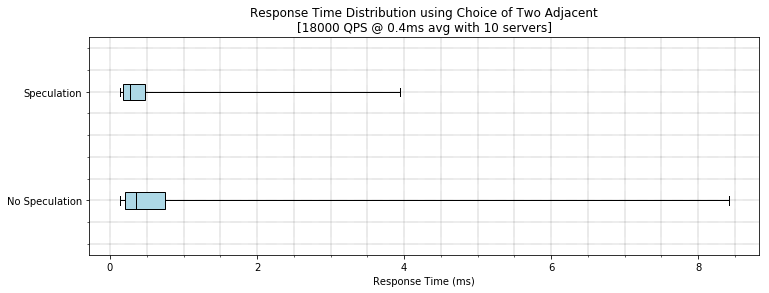 Response Time Distribution using Choice of Two Adjacent
[18000 QPS @ 0.4ms avg with 10 servers]
Speculation
No Speculation
0 2 4 6 8
Response Time (ms)